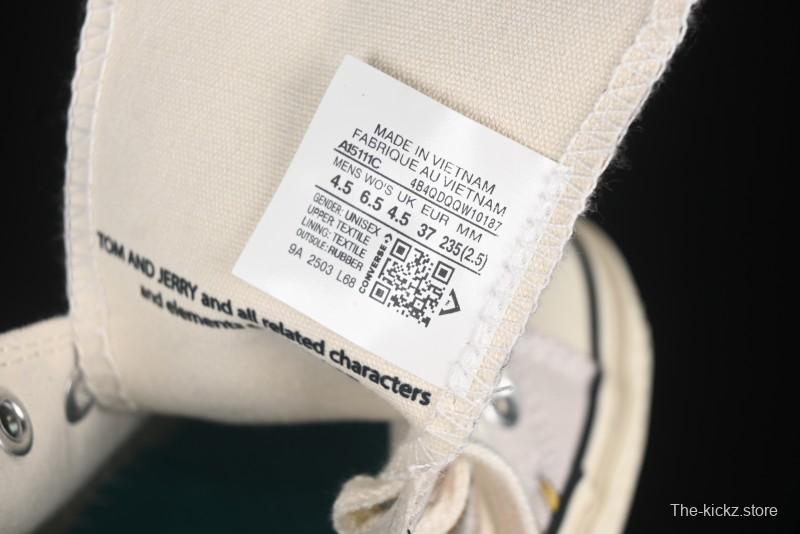 MADE IN VIETNAM
FABRIQUE AU VIETNAM
A15111C 4B4QDQQW10187
MENS WO'S UK EUR MM
4.5 6.5 4.5 37 235(2.5)
GENDER: UNISEX
UPPER: TEXTILE
LINING: TEXTILE
OUTSOLE: RUBBER
9A 2503 L68
CONVERSE
TOM AND JERRY and all related characters
and elements
The-kickz.store